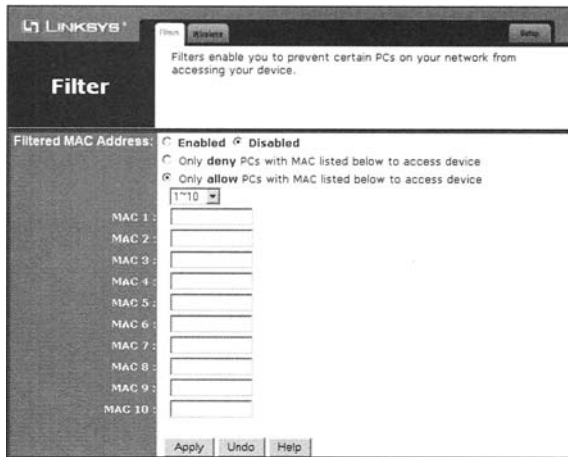 LINKSYS®
Filters Wireless Setup
Filter
Filters enable you to prevent certain PCs on your network from
accessing your device.
Filtered MAC Address: Enabled Disabled
Only deny PCs with MAC listed below to access device
Only allow PCs with MAC listed below to access device
1~10
MAC 1 :
MAC 2 :
MAC 3 :
MAC 4 :
MAC 5 :
MAC 6 :
MAC 7 :
MAC 8 :
MAC 9 :
MAC 10 :
Apply Undo Help